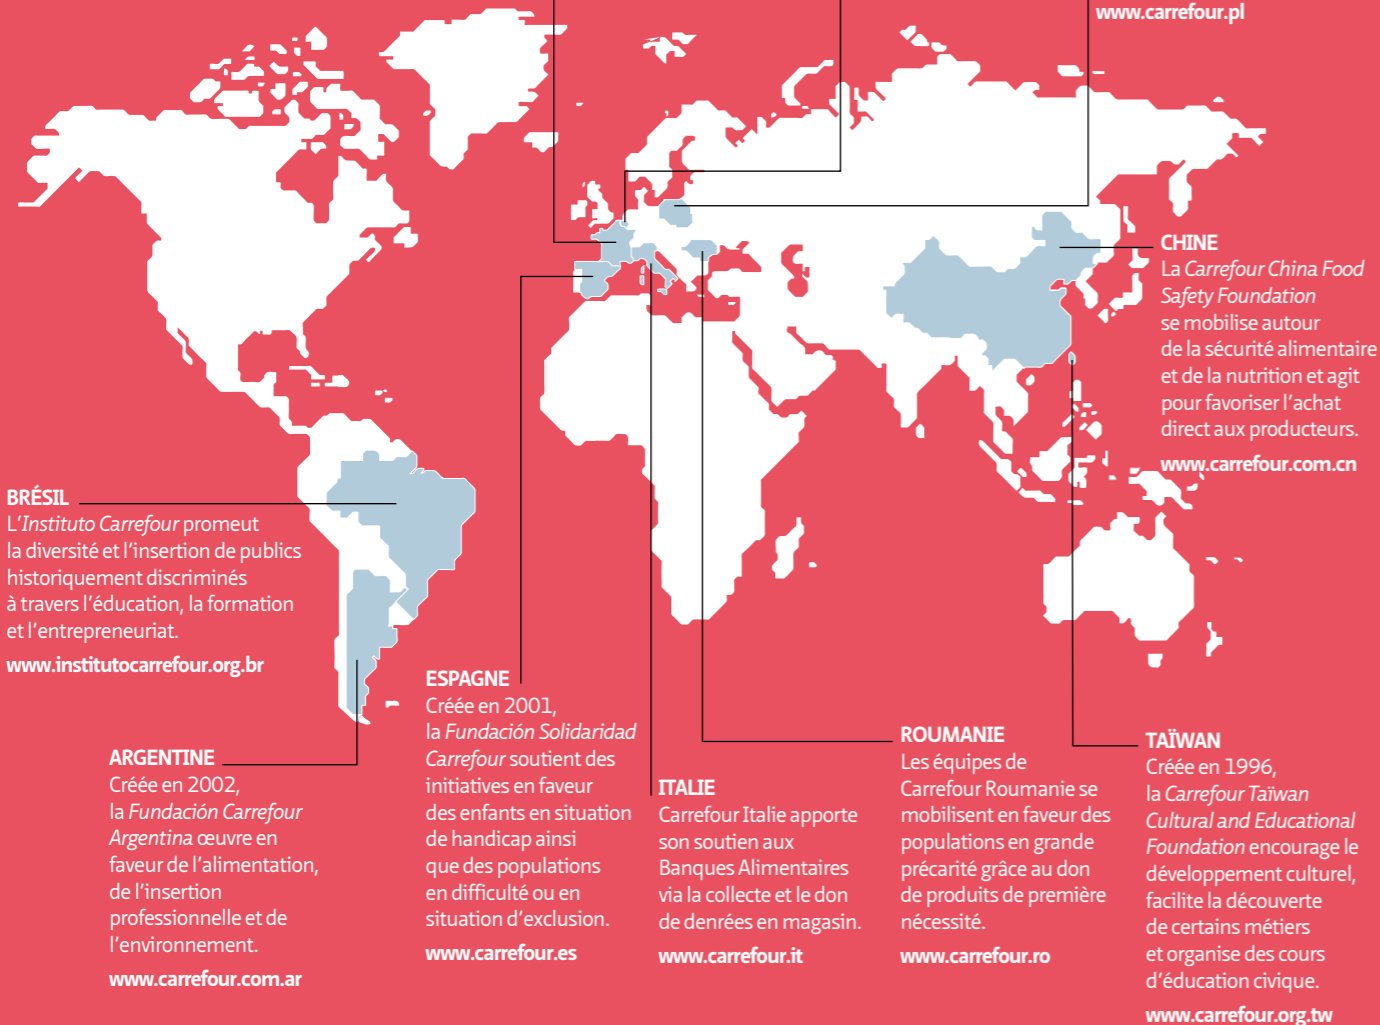 www.carrefour.pl
CHINE
La Carrefour China Food
Safety Foundation
se mobilise autour
de la sécurité alimentaire
et de la nutrition et agit
pour favoriser l'achat
direct aux producteurs.
www.carrefour.com.cn
BRÉSIL
L'Instituto Carrefour promeut
la diversité et l'insertion de publics
historiquement discriminés
à travers l'éducation, la formation
et l'entrepreneuriat.
www.institutocarrefour.org.br
ARGENTINE
Créée en 2002,
la Fundación Carrefour
Argentina œuvre en
faveur de l'alimentation,
de l'insertion
professionnelle et de
l'environnement.
www.carrefour.com.ar
ESPAGNE
Créée en 2001,
la Fundación Solidaridad
Carrefour soutient des
initiatives en faveur
des enfants en situation
de handicap ainsi
que des populations
en difficulté ou en
situation d'exclusion.
www.carrefour.es
ITALIE
Carrefour Italie apporte
son soutien aux
Banques Alimentaires
via la collecte et le don
de denrées en magasin.
www.carrefour.it
ROUMANIE
Les équipes de
Carrefour Roumanie se
mobilisent en faveur des
populations en grande
précarité grâce au don
de produits de première
nécessité.
www.carrefour.ro
TAÏWAN
Créée en 1996,
la Carrefour Taïwan
Cultural and Educational
Foundation encourage le
développement culturel,
facilite la découverte
de certains métiers
et organise des cours
d'éducation civique.
www.carrefour.org.tw